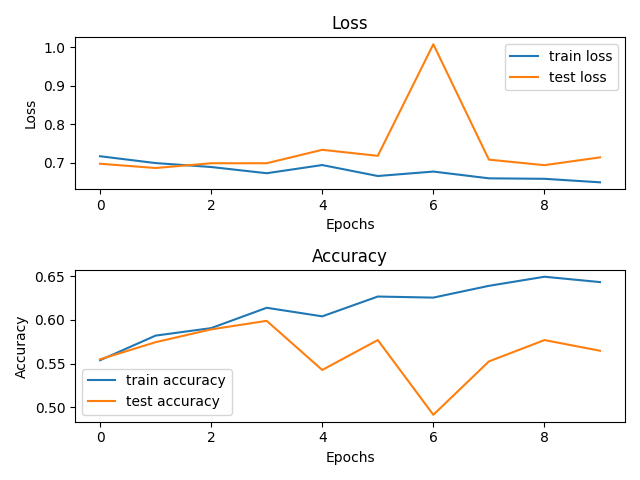 Loss
1.0
0.9
0.8
0.7
Loss
train loss
test loss
0 2 4 6 8
Epochs
Accuracy
0.65
0.60
0.55
0.50
Accuracy
train accuracy
test accuracy
0 2 4 6 8
Epochs